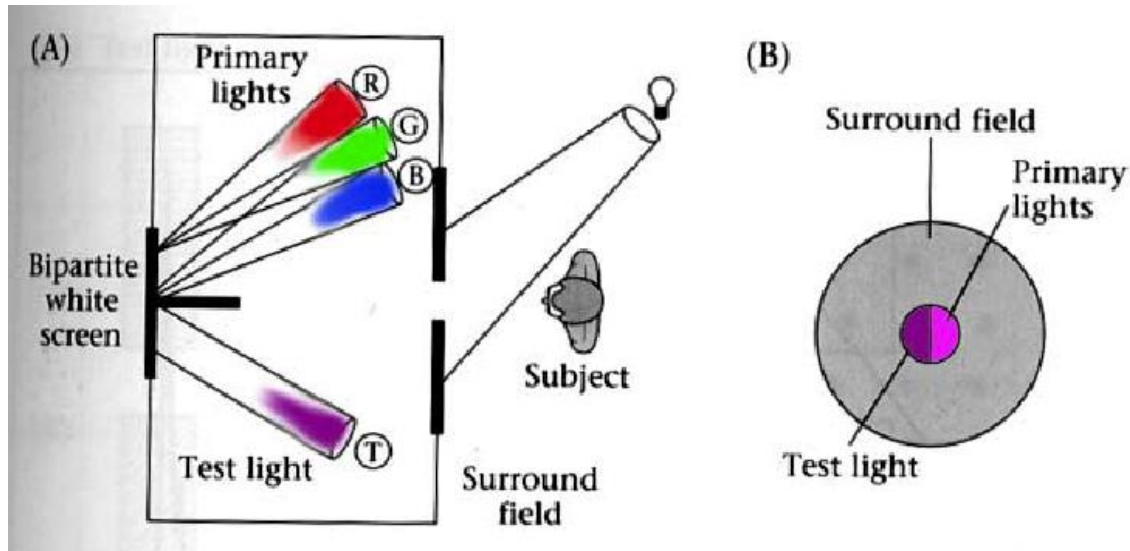 (A)
Primary
lights
R
G
B
Bipartite
white
screen
Subject
Test light
T
Surround
field
(B)
Surround field
Primary
lights
Test light